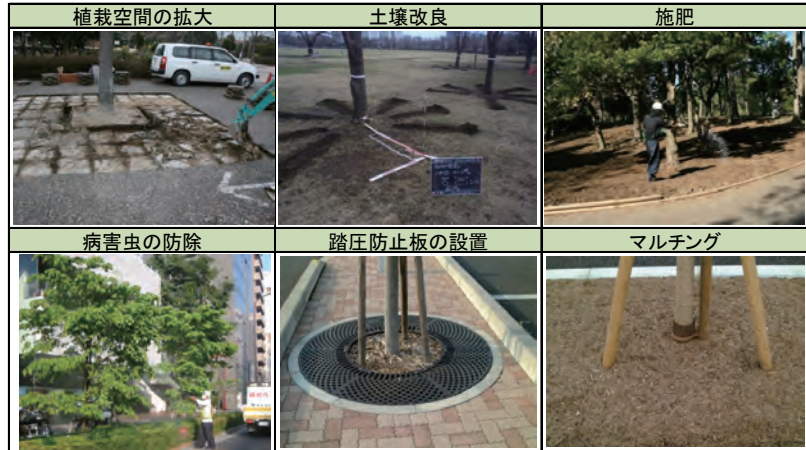 植栽空間の拡大
土壌改良
施肥
病害虫の防除
踏圧防止板の設置
マルチング